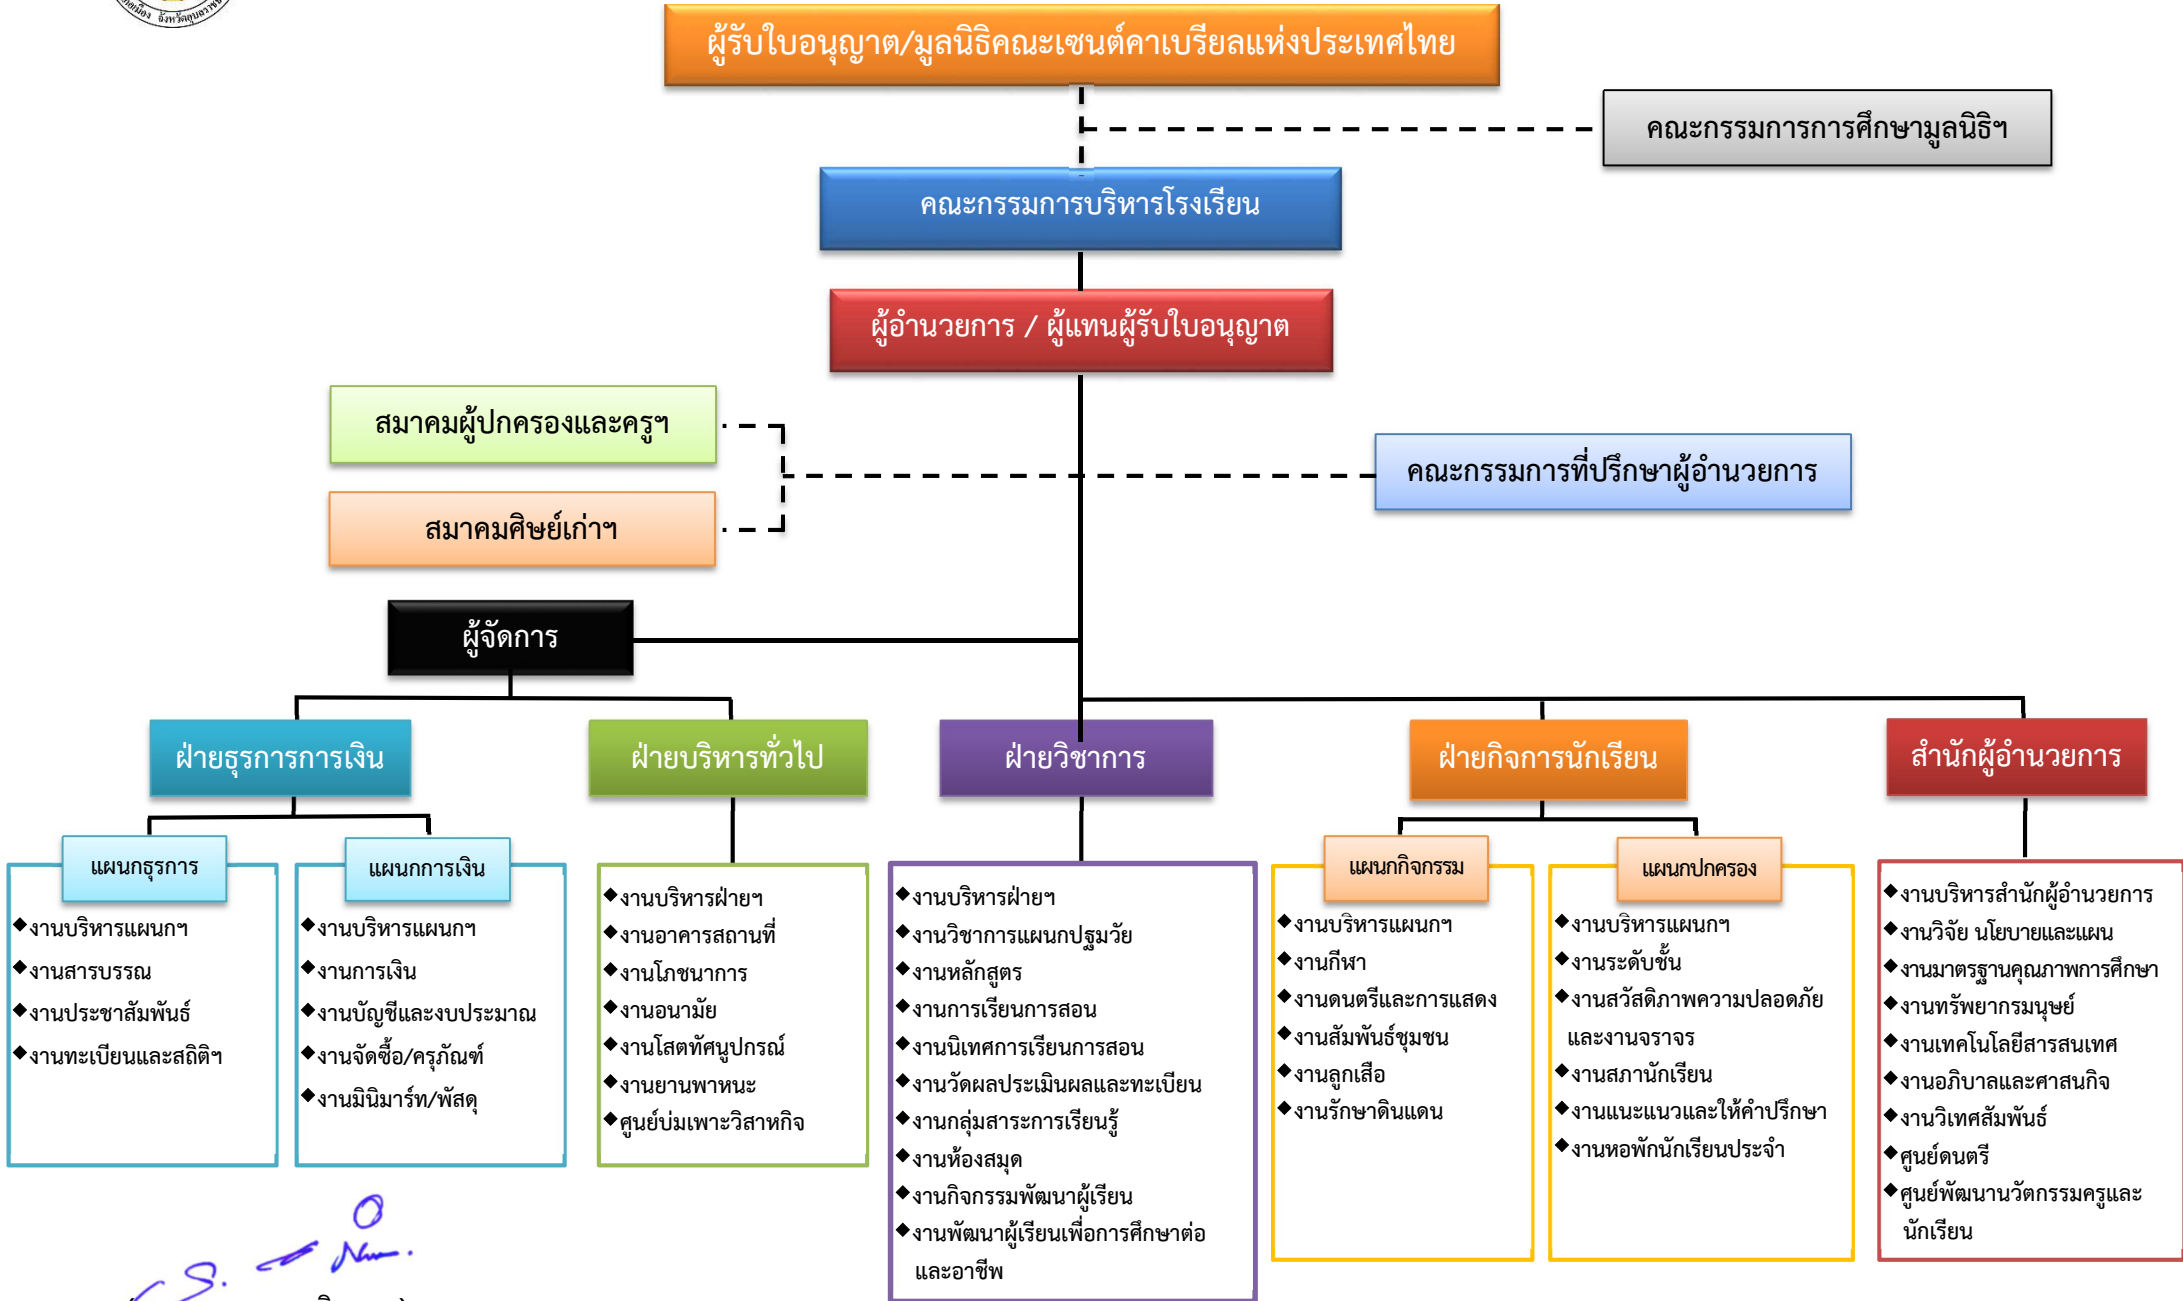 อเมือง จังหวัดอุบลราชธ
ผู้รับใบอนุญาต/มูลนิธิคณะเซนต์คาเบรียลแห่งประเทศไทย
คณะกรรมการการศึกษามูลนิธิฯ
คณะกรรมการบริหารโรงเรียน
ผู้อำนวยการ / ผู้แทนผู้รับใบอนุญาต
สมาคมผู้ปกครองและครูฯ
คณะกรรมการที่ปรึกษาผู้อำนวยการ
สมาคมศิษย์เก่าฯ
ผู้จัดการ
ฝ่ายธุรการการเงิน
ฝ่ายบริหารทั่วไป
ฝ่ายวิชาการ
ฝ่ายกิจการนักเรียน
สำนักผู้อำนวยการ
แผนกธุรการ
◆งานบริหารแผนกฯ
◆งานสารบรรณ
◆งานประชาสัมพันธ์
◆งานทะเบียนและสถิติฯ
แผนกการเงิน
◆งานบริหารแผนกฯ
◆งานการเงิน
◆งานบัญชีและงบประมาณ
◆งานจัดซื้อ/ครุภัณฑ์
◆งานมินิมาร์ท/พัสดุ
◆งานบริหารฝ่ายฯ
◆งานอาคารสถานที่
◆งานโภชนาการ
◆งานอนามัย
◆งานโสตทัศนูปกรณ์
◆งานยานพาหนะ
◆ศูนย์บ่มเพาะวิสาหกิจ
◆งานบริหารฝ่ายฯ
◆งานวิชาการแผนกปฐมวัย
◆งานหลักสูตร
◆งานการเรียนการสอน
◆งานนิเทศการเรียนการสอน
◆งานวัดผลประเมินผลและทะเบียน
◆งานกลุ่มสาระการเรียนรู้
◆งานห้องสมุด
◆งานกิจกรรมพัฒนาผู้เรียน
◆งานพัฒนาผู้เรียนเพื่อการศึกษาต่อ
และอาชีพ
แผนกกิจกรรม
◆งานบริหารแผนกฯ
◆งานกีฬา
◆งานดนตรีและการแสดง
◆งานสัมพันธ์ชุมชน
◆งานลูกเสือ
◆งานรักษาดินแดน
แผนกปกครอง
◆งานบริหารแผนกฯ
◆งานระดับชั้น
◆งานสวัสดิภาพความปลอดภัย
และงานจราจร
◆งานสภานักเรียน
◆งานแนะแนวและให้คำปรึกษา
◆งานหอพักนักเรียนประจำ
◆งานบริหารสำนักผู้อำนวยการ
◆งานวิจัย นโยบายและแผน
◆งานมาตรฐานคุณภาพการศึกษา
◆งานทรัพยากรมนุษย์
◆งานเทคโนโลยีสารสนเทศ
◆งานอภิบาลและศาสนกิจ
◆งานวิเทศสัมพันธ์
◆ศูนย์ดนตรี
◆ศูนย์พัฒนานวัตกรรมครูและ
นักเรียน